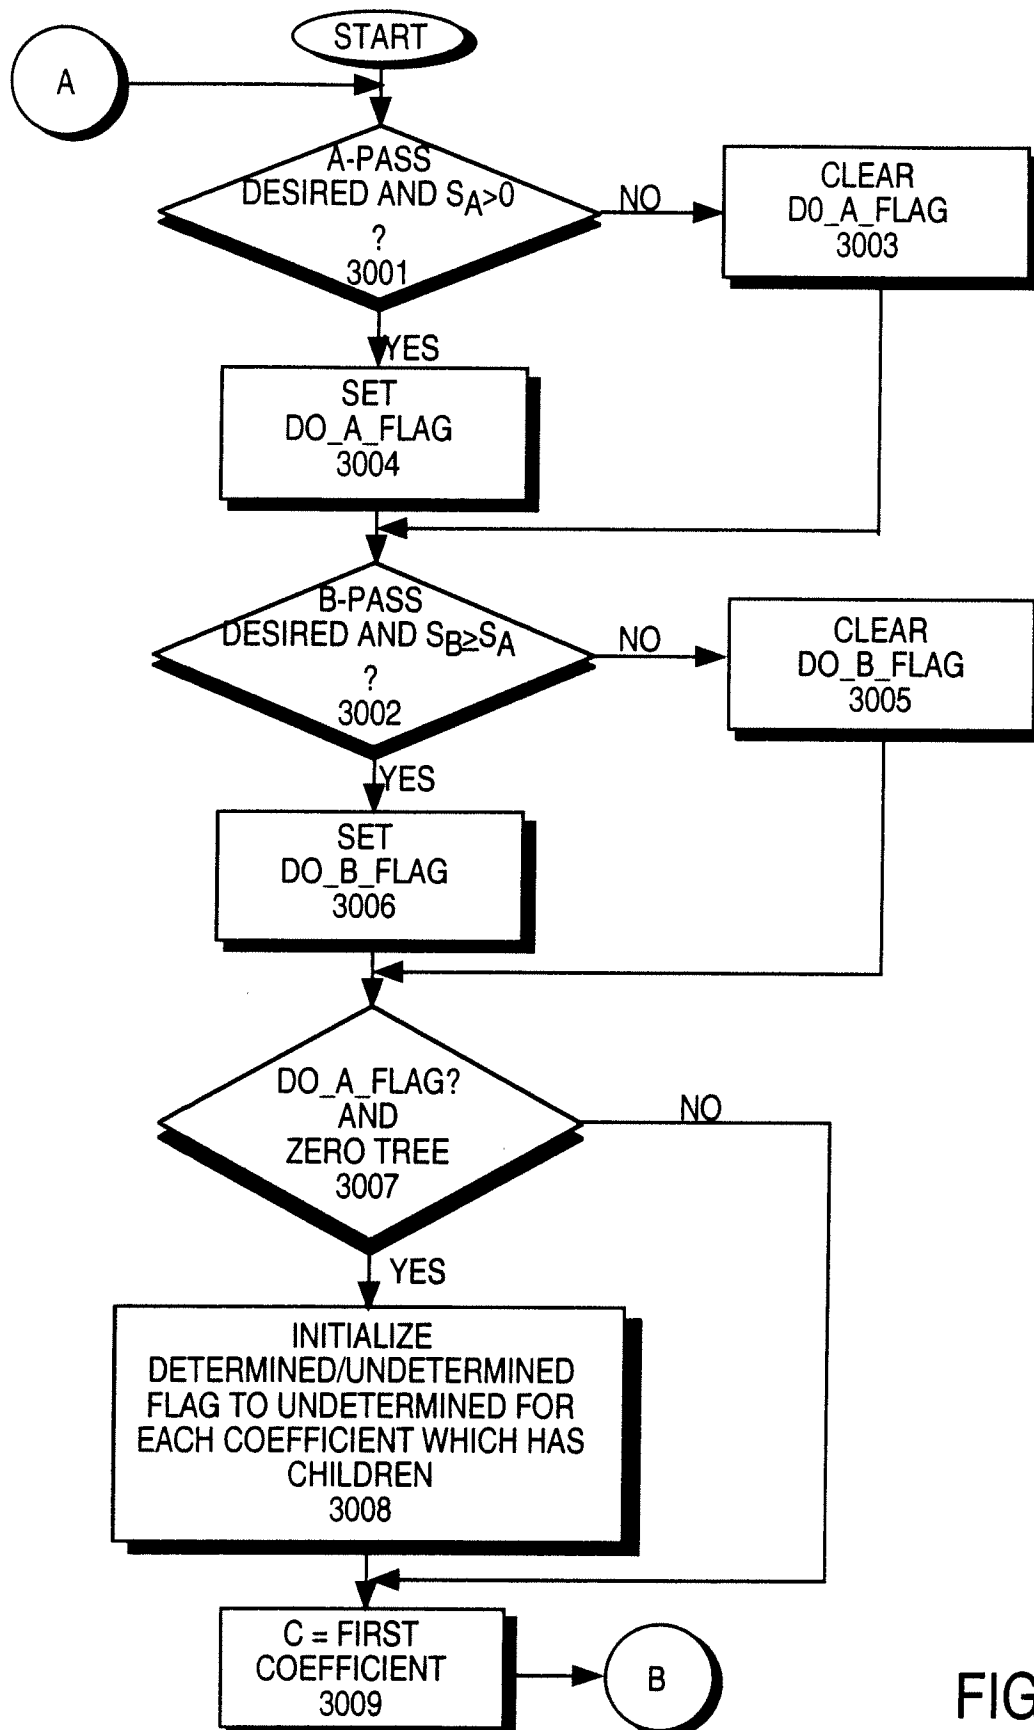 START
A
A-PASS
DESIRED AND SA>0
?
3001
NO
CLEAR
D0_A_FLAG
3003
YES
SET
DO_A_FLAG
3004
B-PASS
DESIRED AND SB≥SA
?
3002
NO
CLEAR
DO_B_FLAG
3005
YES
SET
DO_B_FLAG
3006
DO_A_FLAG?
AND
ZERO TREE
3007
NO
YES
INITIALIZE
DETERMINED/UNDETERMINED
FLAG TO UNDETERMINED FOR
EACH COEFFICIENT WHICH HAS
CHILDREN
3008
C = FIRST
COEFFICIENT
3009
B
FIG